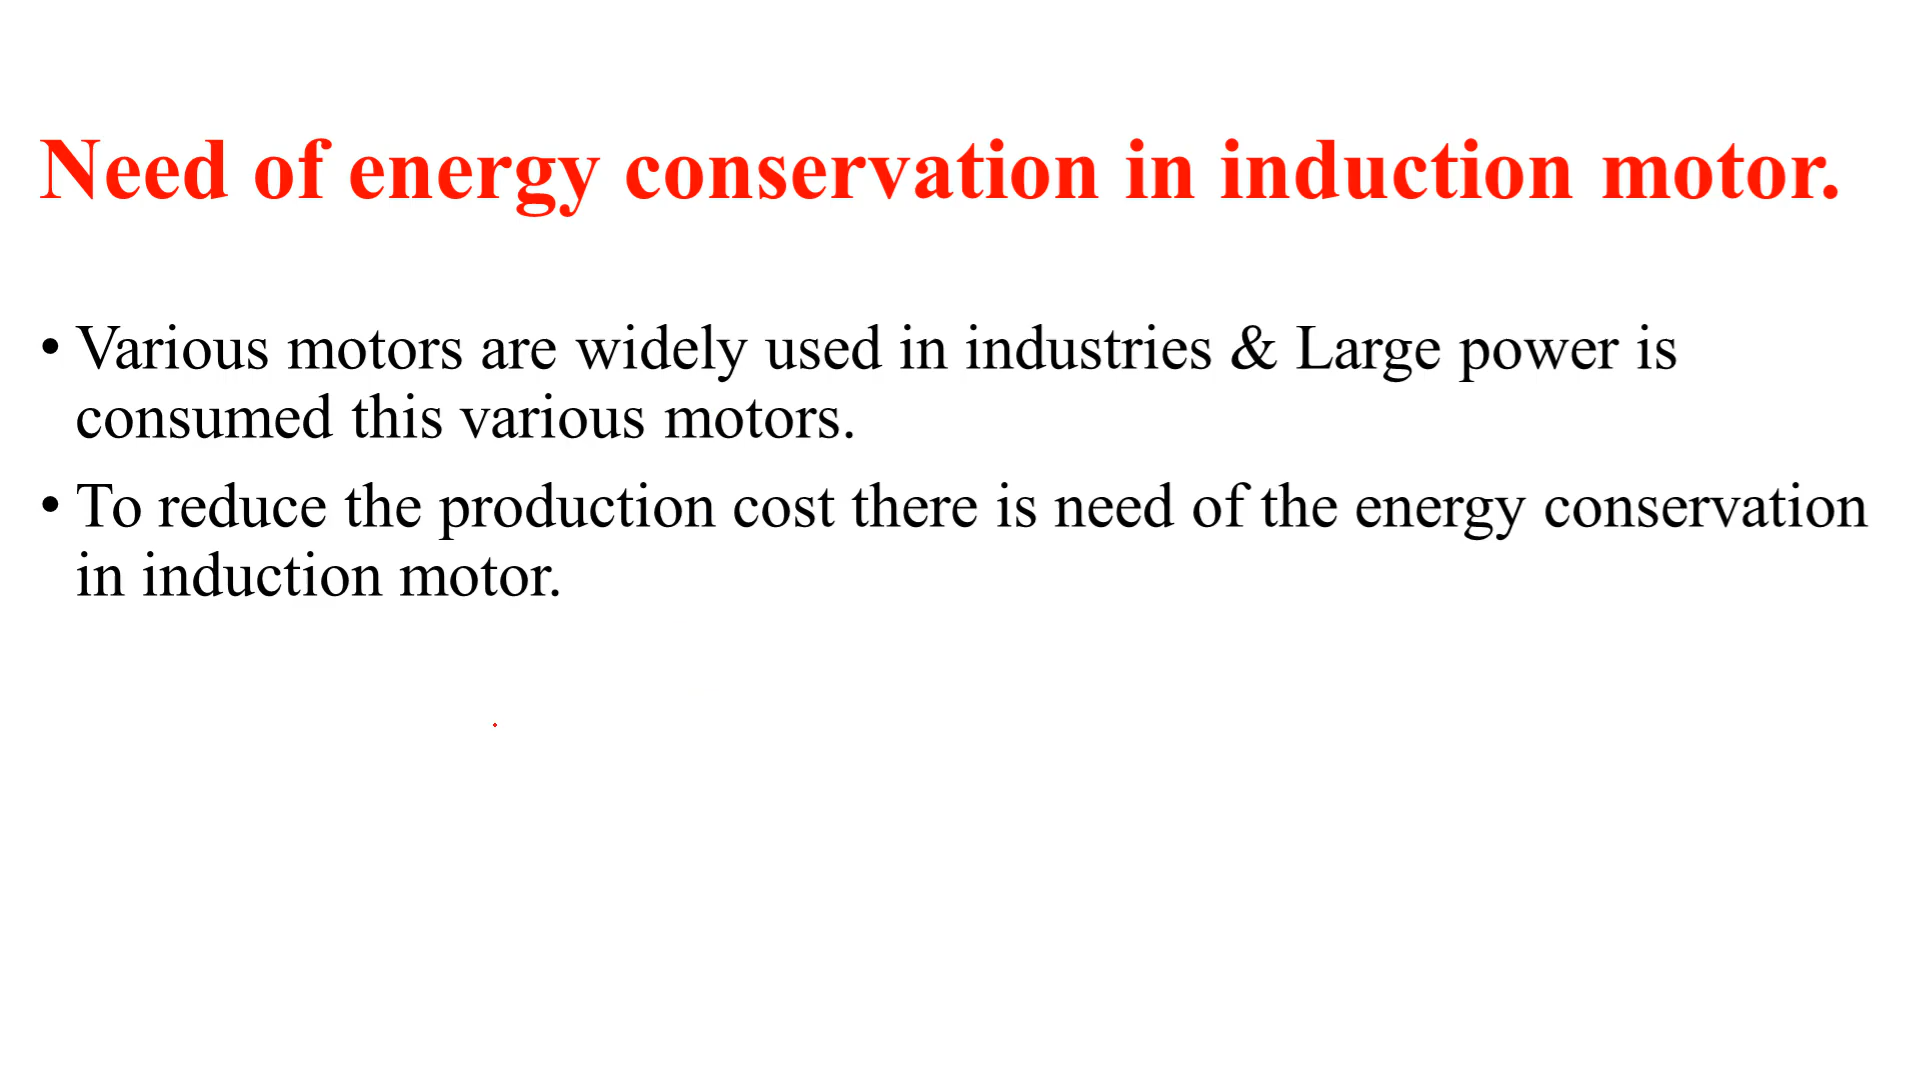 Need of energy conservation in induction motor.
• Various motors are widely used in industries & Large power is
consumed this various motors.
• To reduce the production cost there is need of the energy conservation
in induction motor.